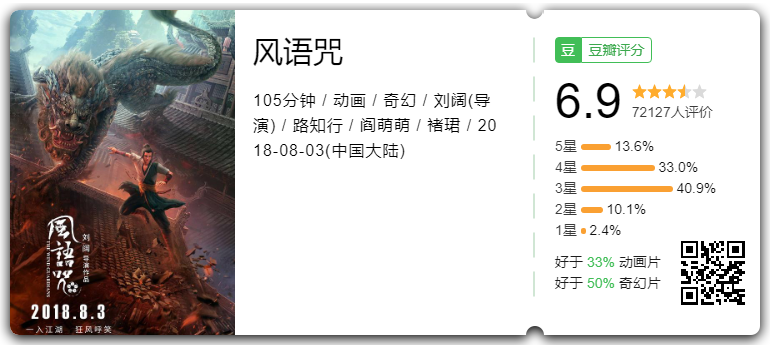 风语咒
刘阔 导演作品
THE WIND GUARDIANS
2018.8.3
一入江湖 狂风呼笑
风语咒
105分钟 / 动画 / 奇幻 / 刘阔(导
演) / 路知行 / 阎萌萌 / 褚珺 / 20
18-08-03(中国大陆)
豆 豆瓣评分
6.9
72127人评价
5星 13.6%
4星 33.0%
3星 40.9%
2星 10.1%
1星 2.4%
好于 33% 动画片
好于 50% 奇幻片